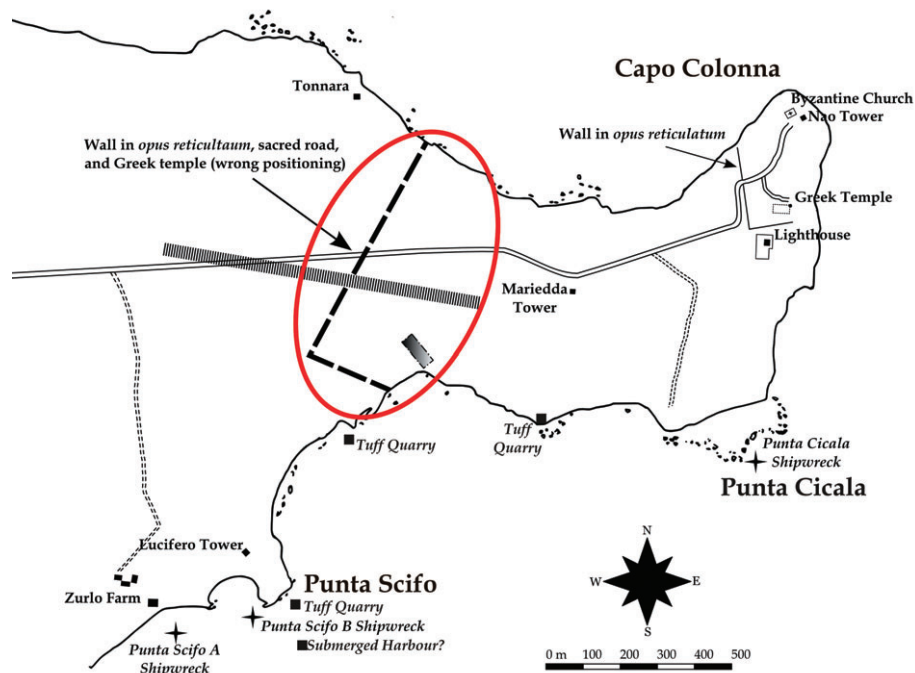 Tonnara
Capo Colonna
Byzantine Church
Nao Tower
Wall in opus reticultaum, sacred road,
and Greek temple (wrong positioning)
Wall in opus reticulatum
Greek Temple
Lighthouse
Mariedda
Tower
Tuff Quarry
Tuff
Quarry
Punta Cicala
Shipwreck
Punta Cicala
Lucifero Tower
Zurlo Farm
Punta Scifo
Tuff Quarry
Punta Scifo B Shipwreck
Submerged Harbour?
Punta Scifo A
Shipwreck
N
W
E
S
0 m 100 200 300 400 500